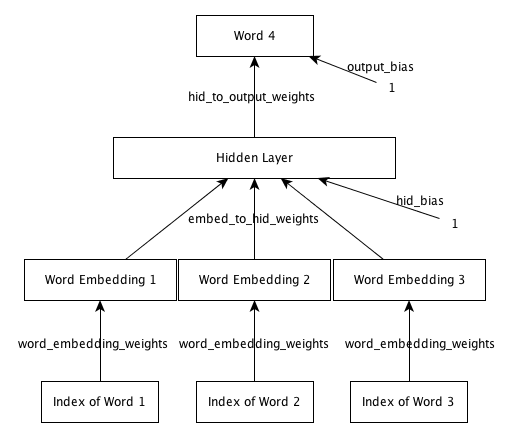 Word 4
output_bias
1
hid_to_output_weights
Hidden Layer
hid_bias
1
embed_to_hid_weights
Word Embedding 1
Word Embedding 2
Word Embedding 3
word_embedding_weights
word_embedding_weights
word_embedding_weights
Index of Word 1
Index of Word 2
Index of Word 3